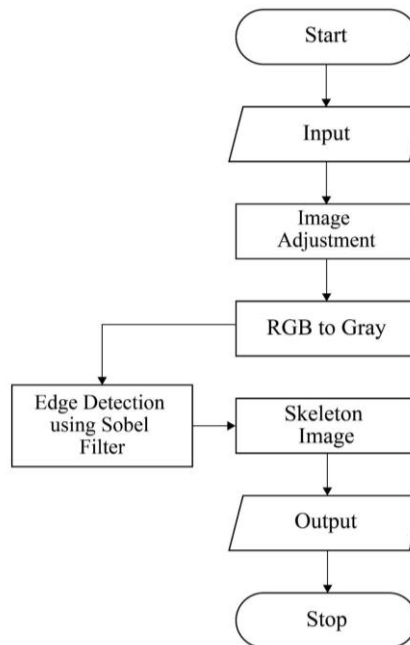 Start
Input
Image
Adjustment
RGB to Gray
Edge Detection
using Sobel
Filter
Skeleton
Image
Output
Stop